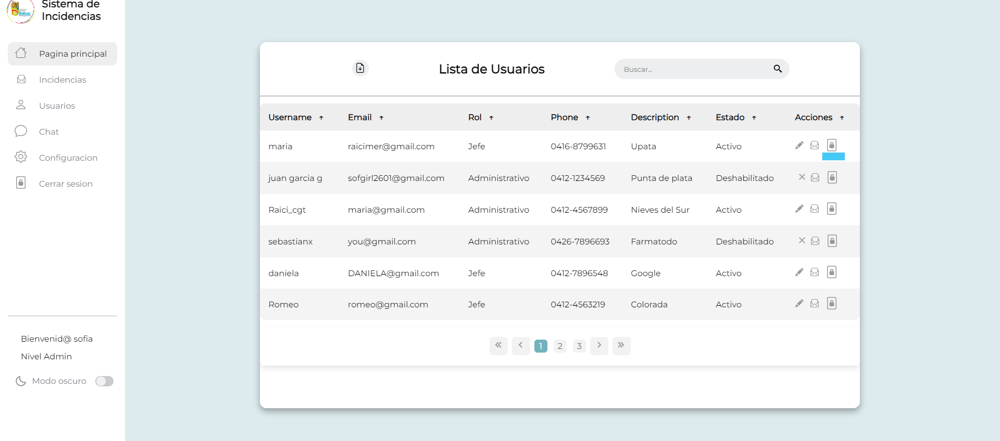 Sistema de
Incidencias
Bolívar
Pagina principal
Incidencias
Usuarios
Chat
Configuracion
Cerrar sesion
Bienvenid@ sofia
Nivel Admin
Modo oscuro
Lista de Usuarios
Buscar...
Username ↑ Email ↑ Rol ↑ Phone ↑ Description ↑ Estado ↑ Acciones ↑
maria raicimer@gmail.com Jefe 0416-8799631 Upata Activo
juan garcia g sofgirl2601@gmail.com Administrativo 0412-1234569 Punta de plata Deshabilitado
Raici_cgt maria@gmail.com Administrativo 0412-4567899 Nieves del Sur Activo
sebastianx you@gmail.com Administrativo 0426-7896693 Farmatodo Deshabilitado
daniela DANIELA@gmail.com Jefe 0412-7896548 Google Activo
Romeo romeo@gmail.com Jefe 0412-4563219 Colorada Activo
« ‹ 1 2 3 › »